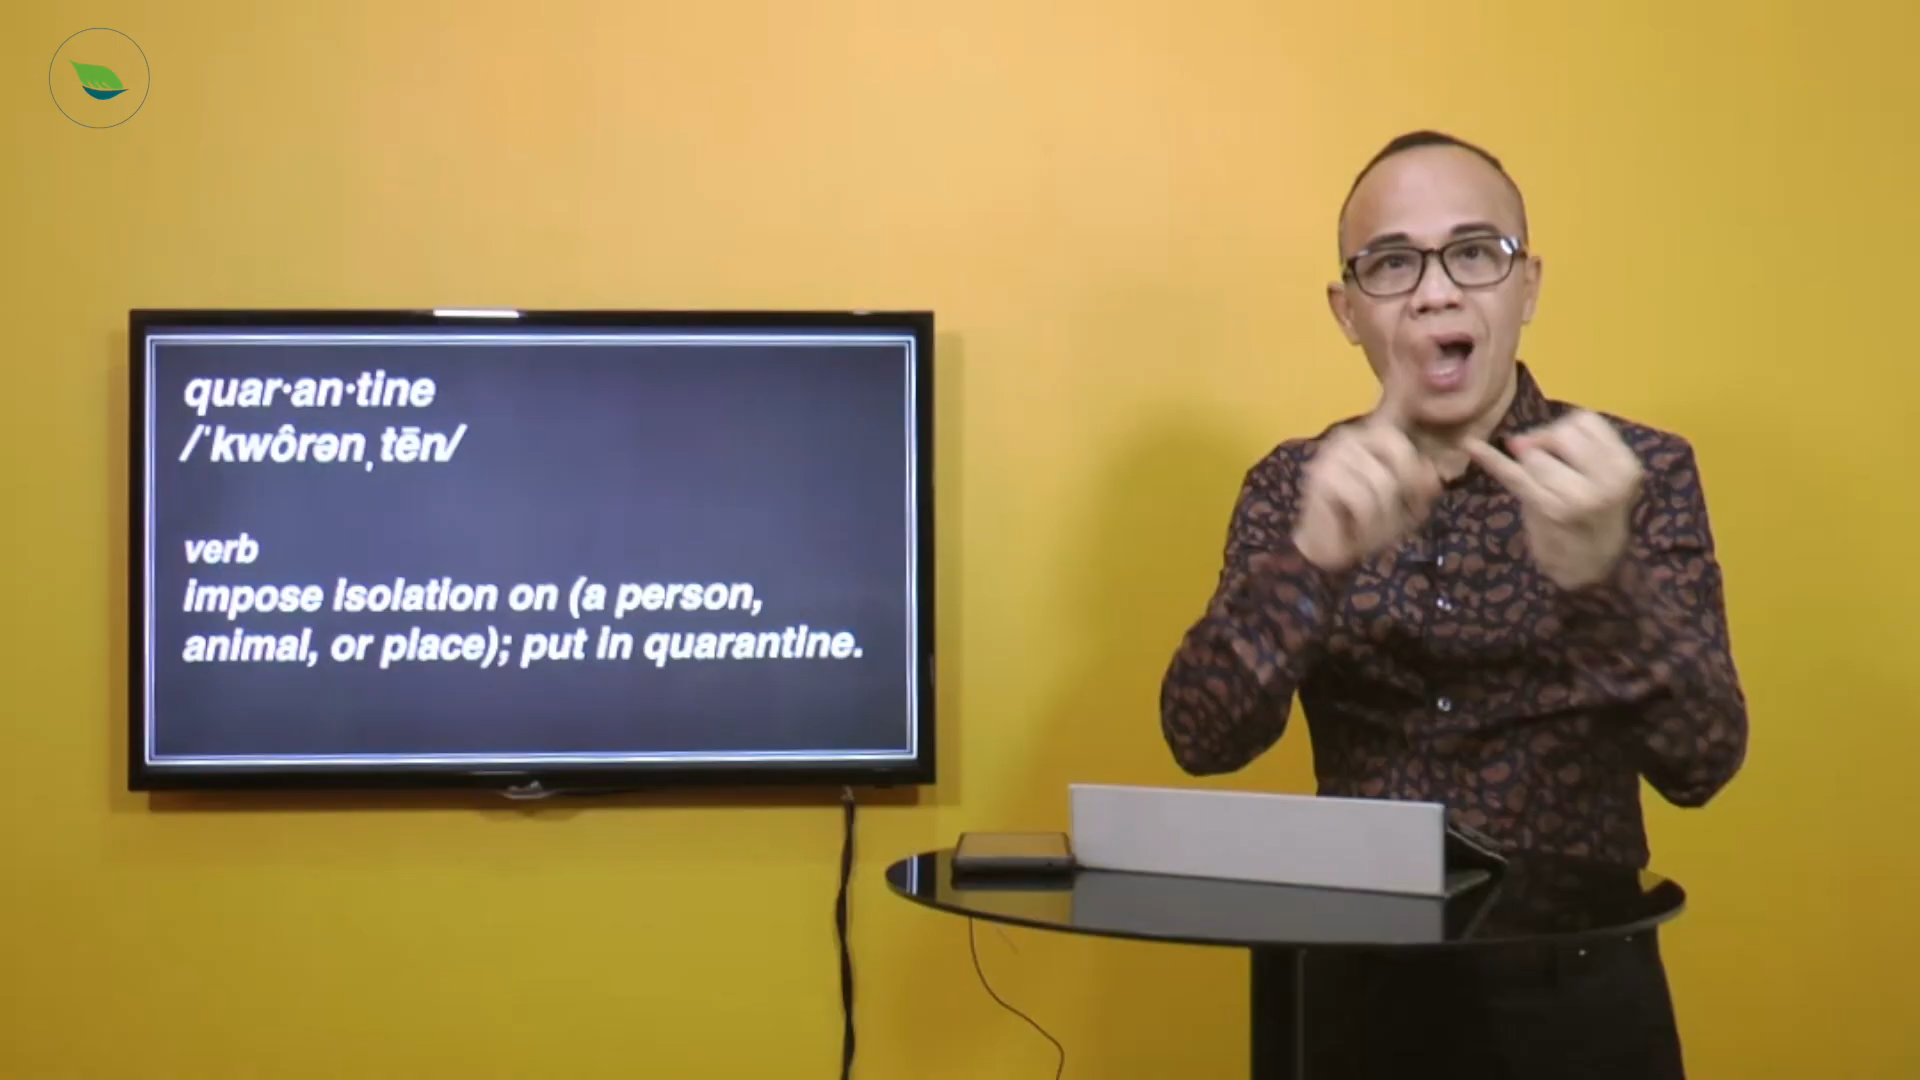 quar·an·tine
/ˈkwôrənˌtēn/
verb
impose isolation on (a person,
animal, or place); put in quarantine.